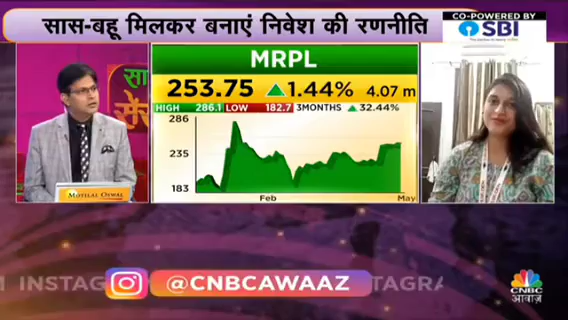 सास-बहू मिलकर बनाएं निवेश की रणनीति
CO-POWERED BY
SBI
MRPL
253.75 ▲1.44% 4.07 m
HIGH 286.1 LOW 182.7 3MONTHS ▲ 32.44%
286
235
183
Feb
May
MOTILAL OSWAL
INSTAG
@CNBCAWAAZ
TAGRA
CNBC
आवाज़